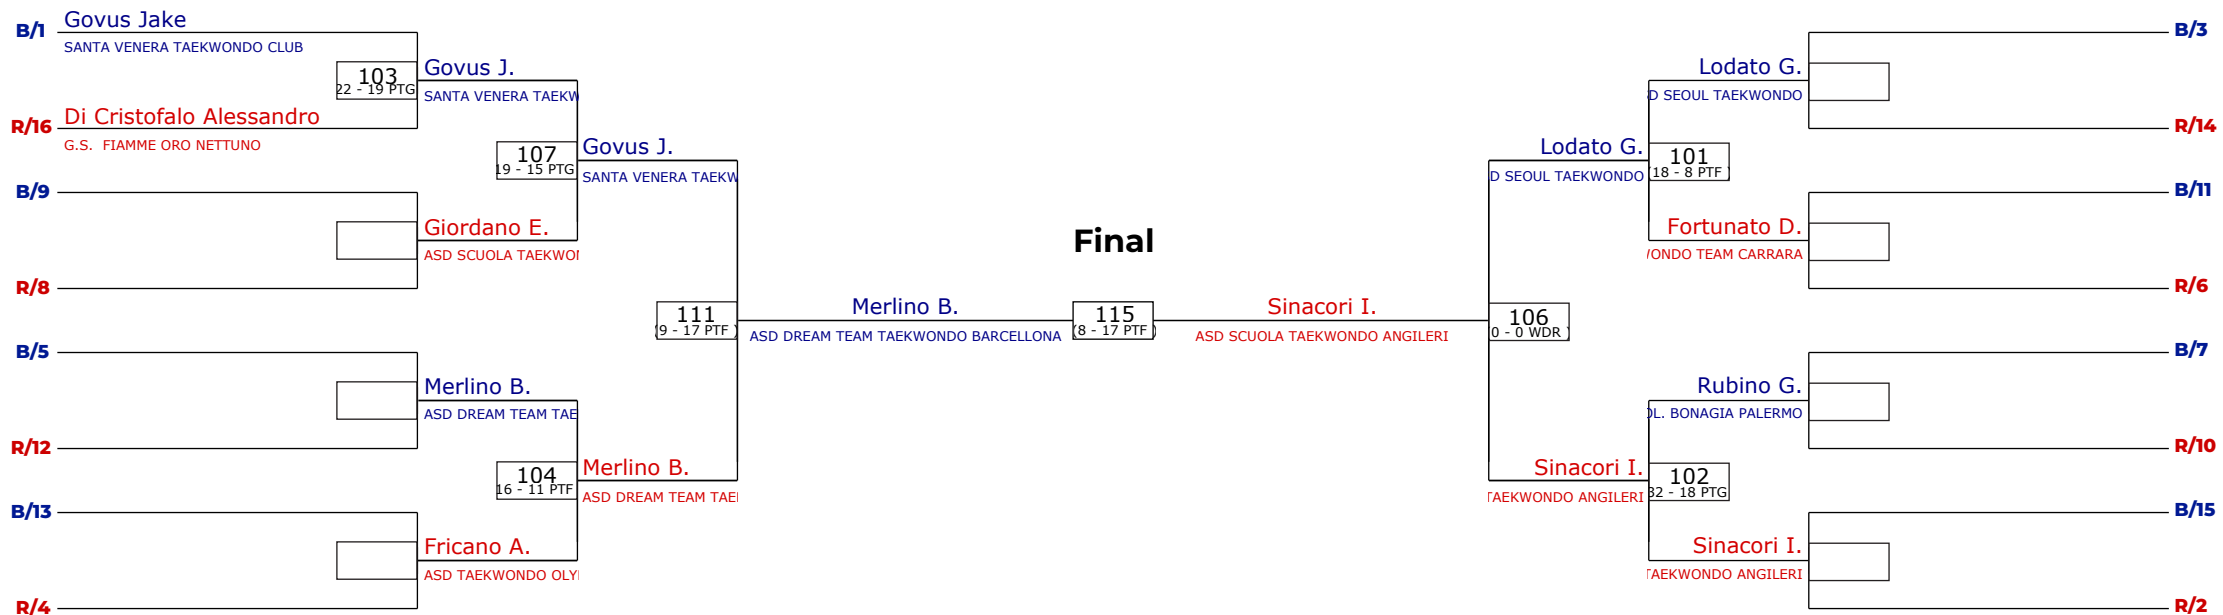 B/1
Govus Jake
SANTA VENERA TAEKWONDO CLUB
103
22 - 19 PTG
R/16
Di Cristofalo Alessandro
G.S. FIAMME ORO NETTUNO
Govus J.
SANTA VENERA TAEKW
107
19 - 15 PTG
B/9
Giordano E.
ASD SCUOLA TAEKWO
R/8
Govus J.
SANTA VENERA TAEKW
111
(9 - 17 PTF )
B/5
Merlino B.
ASD DREAM TEAM TAE
R/12
104
16 - 11 PTF
Merlino B.
ASD DREAM TEAM TAE
B/13
Fricano A.
ASD TAEKWONDO OLY
R/4
Final
Merlino B.
ASD DREAM TEAM TAEKWONDO BARCELLONA
115
(8 - 17 PTF )
Sinacori I.
ASD SCUOLA TAEKWONDO ANGILERI
106
0 - 0 WDR )
Lodato G.
D SEOUL TAEKWONDO
101
(18 - 8 PTF )
Lodato G.
D SEOUL TAEKWONDO
B/3
R/14
Fortunato D.
WONDO TEAM CARRARA
B/11
R/6
Sinacori I.
TAEKWONDO ANGILERI
102
32 - 18 PTG
Rubino G.
OL. BONAGIA PALERMO
B/7
R/10
Sinacori I.
TAEKWONDO ANGILERI
B/15
R/2